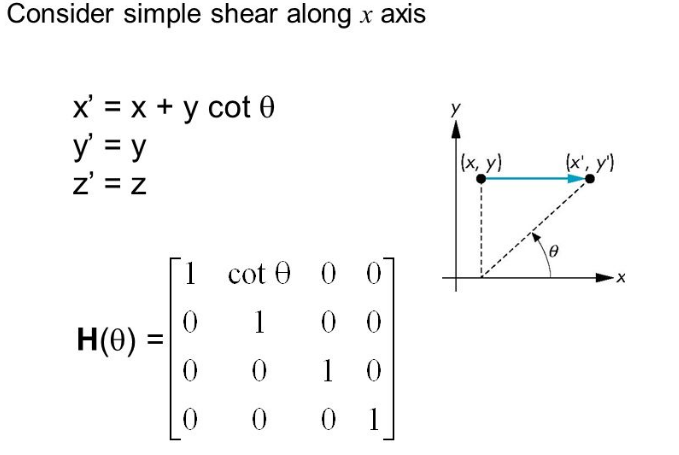 Consider simple shear along x axis
x' = x + y cot θ
y' = y
z' = z
y
(x, y) (x', y')
θ
x
H(θ) =
1 cot θ 0 0
0 1 0 0
0 0 1 0
0 0 0 1